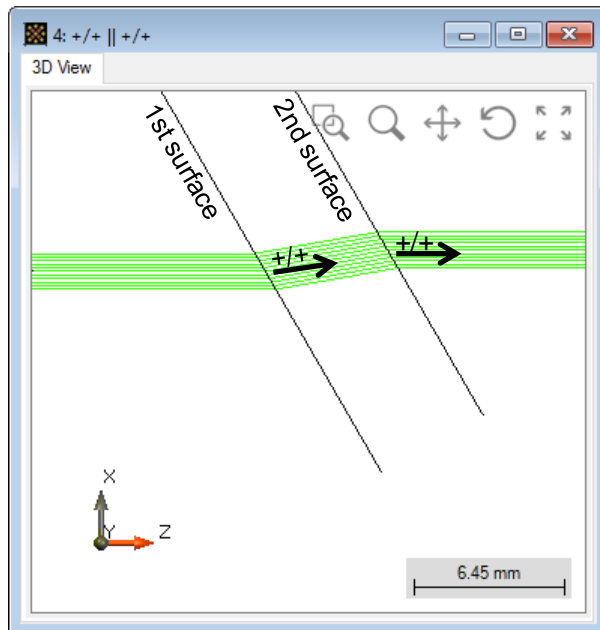 4: +/+ || +/+
3D View
1st surface
2nd surface
+/+
+/+
X
Y
Z
6.45 mm